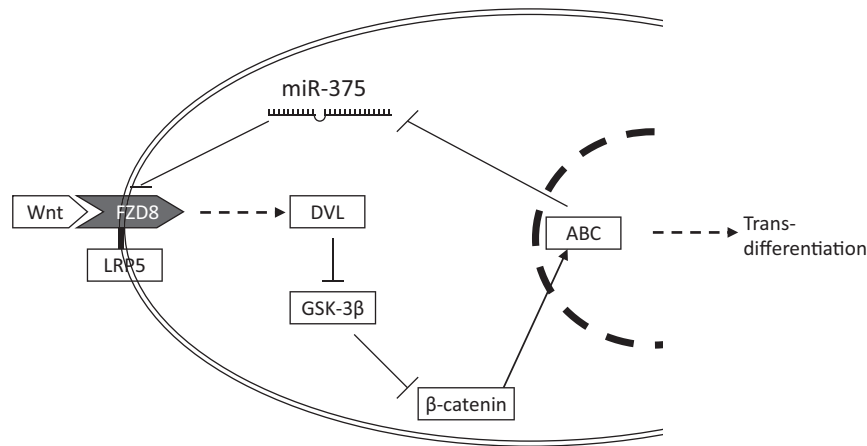 miR-375
Wnt
FZD8
DVL
ABC
Trans-
differentiation
LRP5
GSK-3β
β-catenin